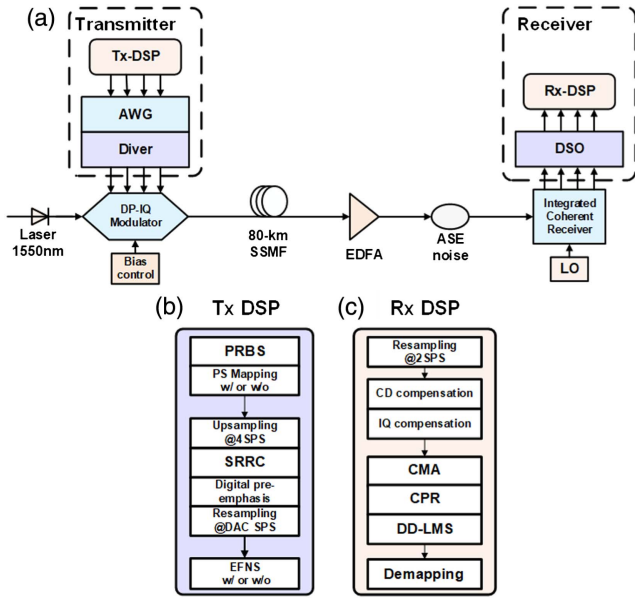 (a)
Transmitter
Tx-DSP
AWG
Diver
DP-IQ
Modulator
Bias
control
Laser
1550nm
80-km
SSMF
EDFA
ASE
noise
Receiver
Rx-DSP
DSO
Integrated
Coherent
Receiver
LO
(b)
Tx DSP
PRBS
PS Mapping
w/ or w/o
Upsampling
@4SPS
SRRC
Digital pre-
emphasis
Resampling
@DAC SPS
EFNS
w/ or w/o
(c)
Rx DSP
Resampling
@2SPS
CD compensation
IQ compensation
CMA
CPR
DD-LMS
Demapping